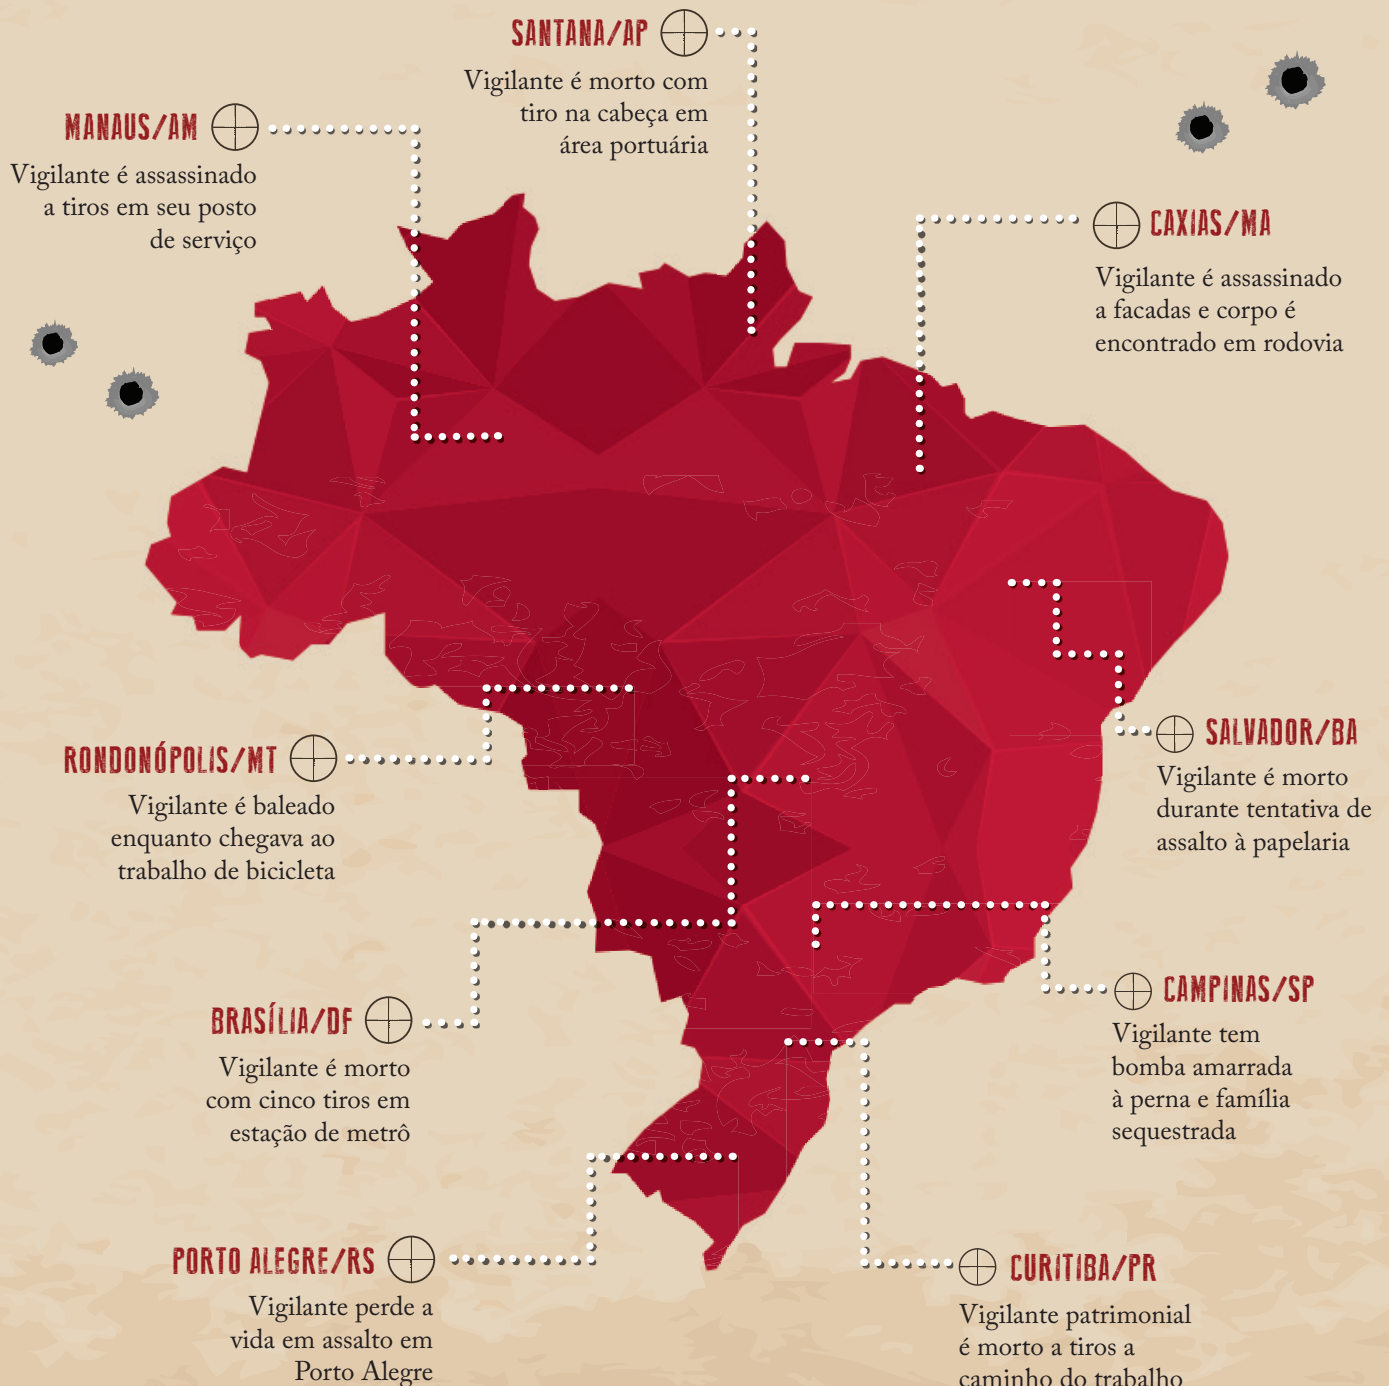 SANTANA/AP
Vigilante é morto com
tiro na cabeça em
área portuária
MANAUS/AM
Vigilante é assassinado
a tiros em seu posto
de serviço
CAXIAS/MA
Vigilante é assassinado
a facadas e corpo é
encontrado em rodovia
RONDONÓPOLIS/MT
Vigilante é baleado
enquanto chegava ao
trabalho de bicicleta
SALVADOR/BA
Vigilante é morto
durante tentativa de
assalto à papelaria
BRASÍLIA/DF
Vigilante é morto
com cinco tiros em
estação de metrô
CAMPINAS/SP
Vigilante tem
bomba amarrada
à perna e família
sequestrada
PORTO ALEGRE/RS
Vigilante perde a
vida em assalto em
Porto Alegre
CURITIBA/PR
Vigilante patrimonial
é morto a tiros a
caminho do trabalho